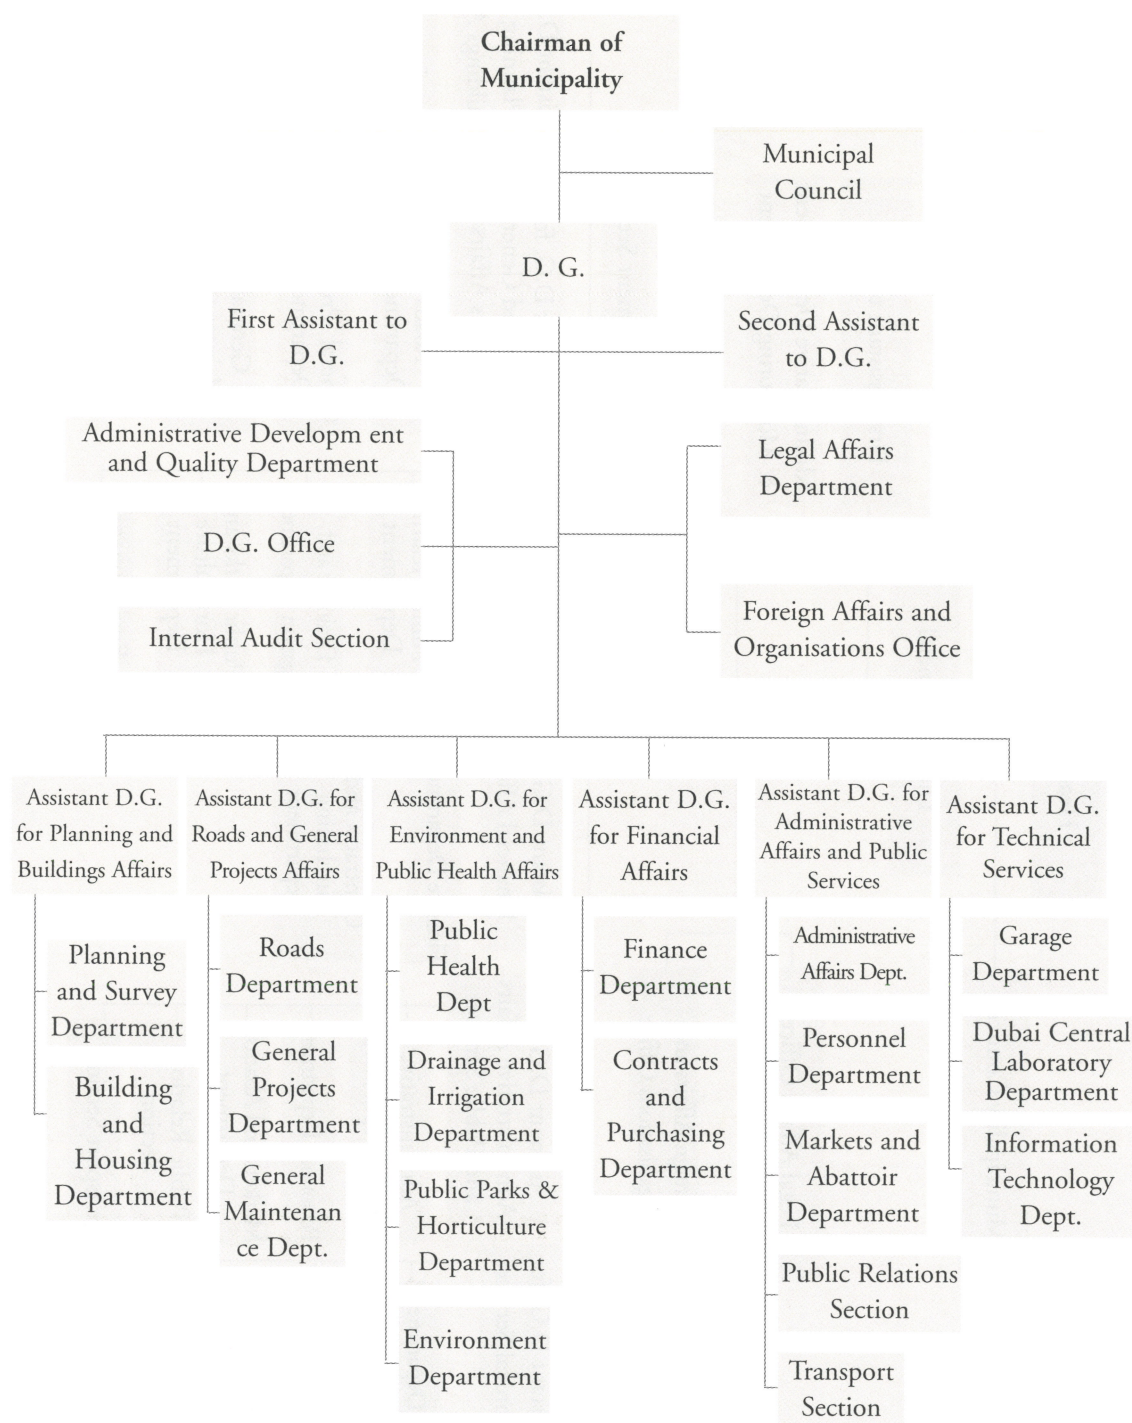 Chairman of
Municipality
Municipal
Council
D. G.
First Assistant to
D.G.
Second Assistant
to D.G.
Administrative Developm ent
and Quality Department
Legal Affairs
Department
D.G. Office
Internal Audit Section
Foreign Affairs and
Organisations Office
Assistant D.G.
for Planning and
Buildings Affairs
Planning
and Survey
Department
Building
and
Housing
Department
Assistant D.G. for
Roads and General
Projects Affairs
Roads
Department
General
Projects
Department
General
Maintenan
ce Dept.
Assistant D.G. for
Environment and
Public Health Affairs
Public
Health
Dept
Drainage and
Irrigation
Department
Public Parks &
Horticulture
Department
Environment
Department
Assistant D.G.
for Financial
Affairs
Finance
Department
Contracts
and
Purchasing
Department
Assistant D.G. for
Administrative
Affairs and Public
Services
Administrative
Affairs Dept.
Personnel
Department
Markets and
Abattoir
Department
Public Relations
Section
Transport
Section
Assistant D.G.
for Technical
Services
Garage
Department
Dubai Central
Laboratory
Department
Information
Technology
Dept.